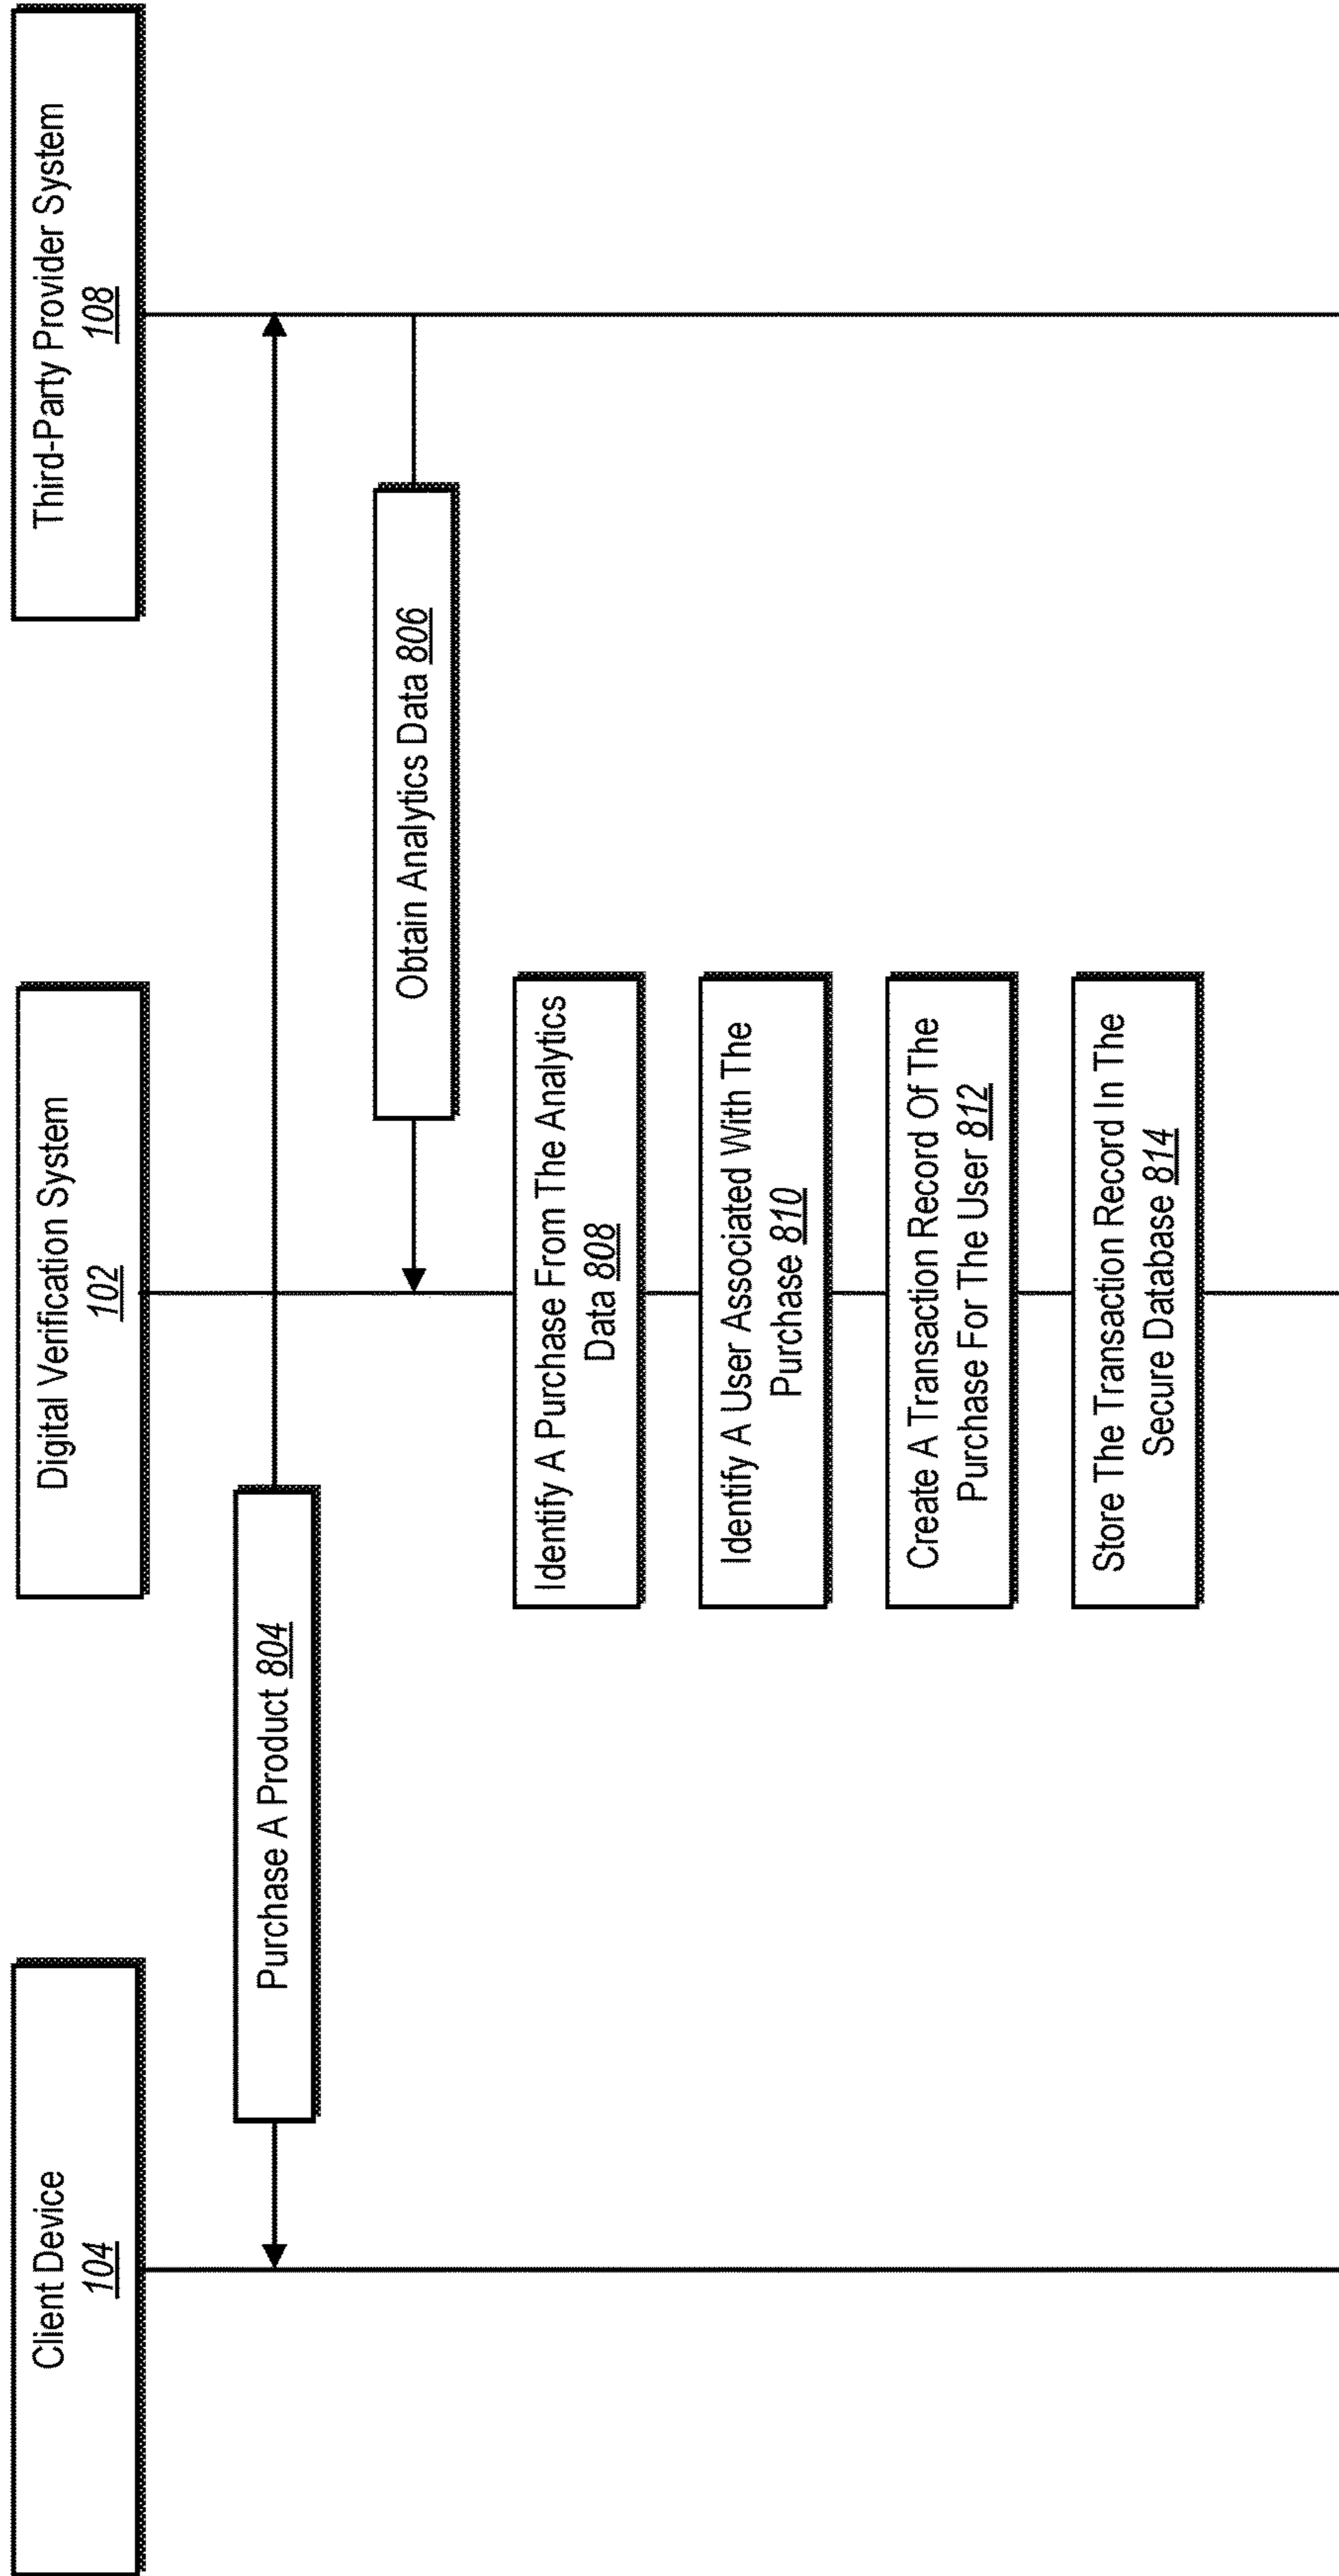 Client Device
104
Digital Verification System
102
Third-Party Provider System
108
Purchase A Product 804
Obtain Analytics Data 806
Identify A Purchase From The Analytics
Data 808
Identify A User Associated With The
Purchase 810
Create A Transaction Record Of The
Purchase For The User 812
Store The Transaction Record In The
Secure Database 814